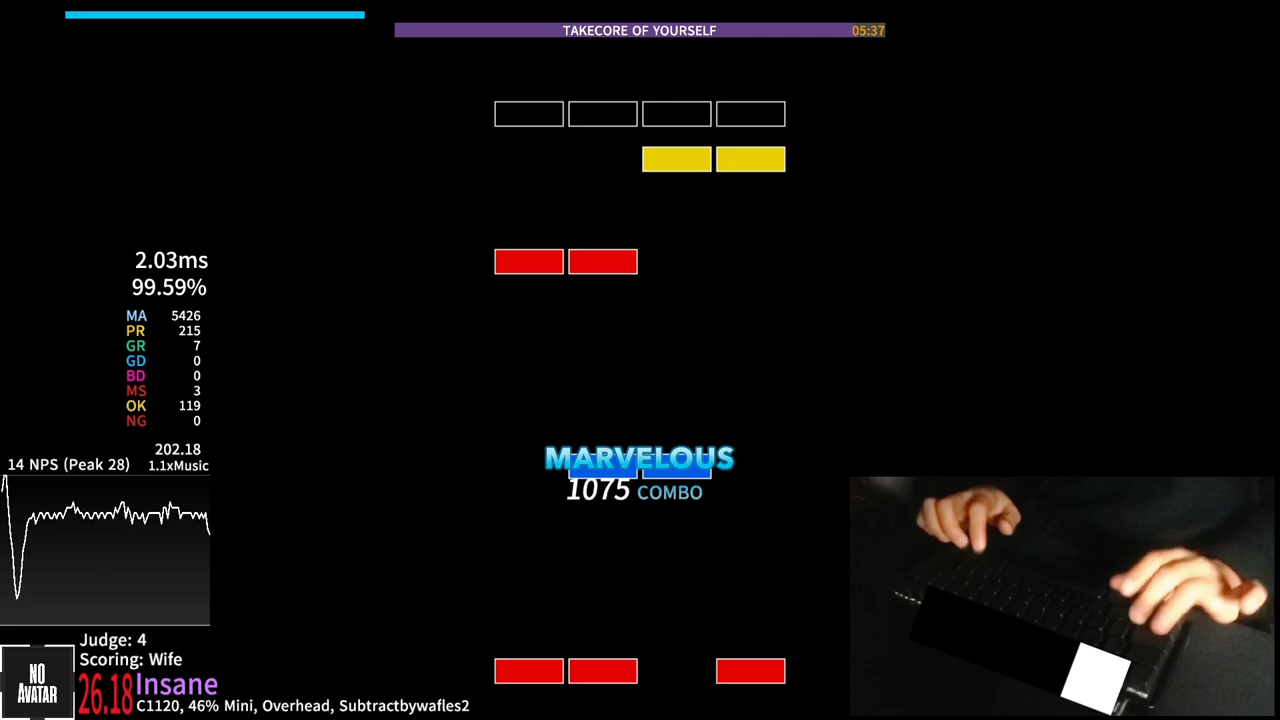 TAKECORE OF YOURSELF 05:37
2.03ms
99.59%
MA 5426
PR 215
GR 7
GD 0
BD 0
MS 3
OK 119
NG 0
202.18
14 NPS (Peak 28) 1.1xMusic
MARVELOUS
1075 COMBO
Judge: 4
Scoring: Wife
NO
AVATAR
26.18 Insane
C1120, 46% Mini, Overhead, Subtractbywafles2